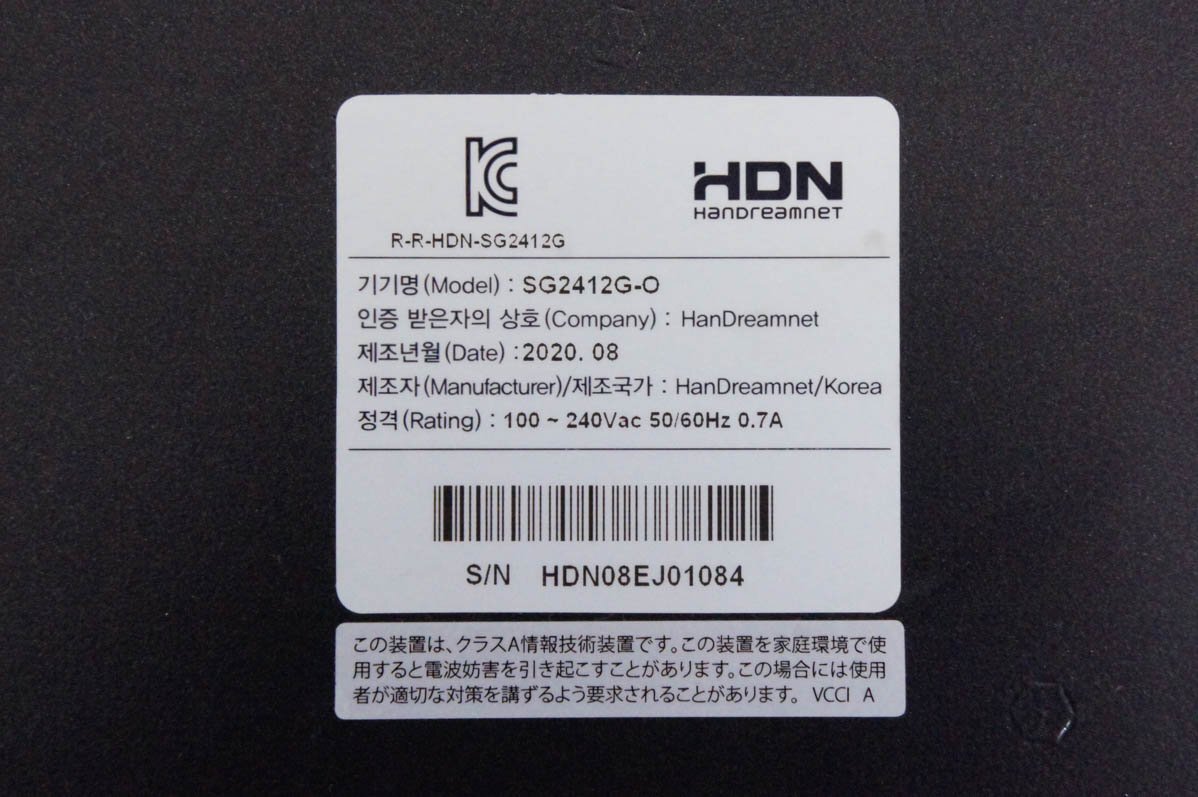 KC
HDN
HanDreamnet
R-R-HDN-SG2412G
기기명(Model) : SG2412G-O
인증 받은자의 상호(Company) : HanDreamnet
제조년월(Date) :2020. 08
제조자(Manufacturer)/제조국가 : HanDreamnet/Korea
정격(Rating) : 100 ~ 240Vac 50/60Hz 0.7A
S/N HDN08EJ01084
この装置は、クラスA情報技術装置です。この装置を家庭環境で使
用すると電波妨害を引き起こすことがあります。この場合には使用
者が適切な対策を講ずるよう要求されることがあります。 VCCI A